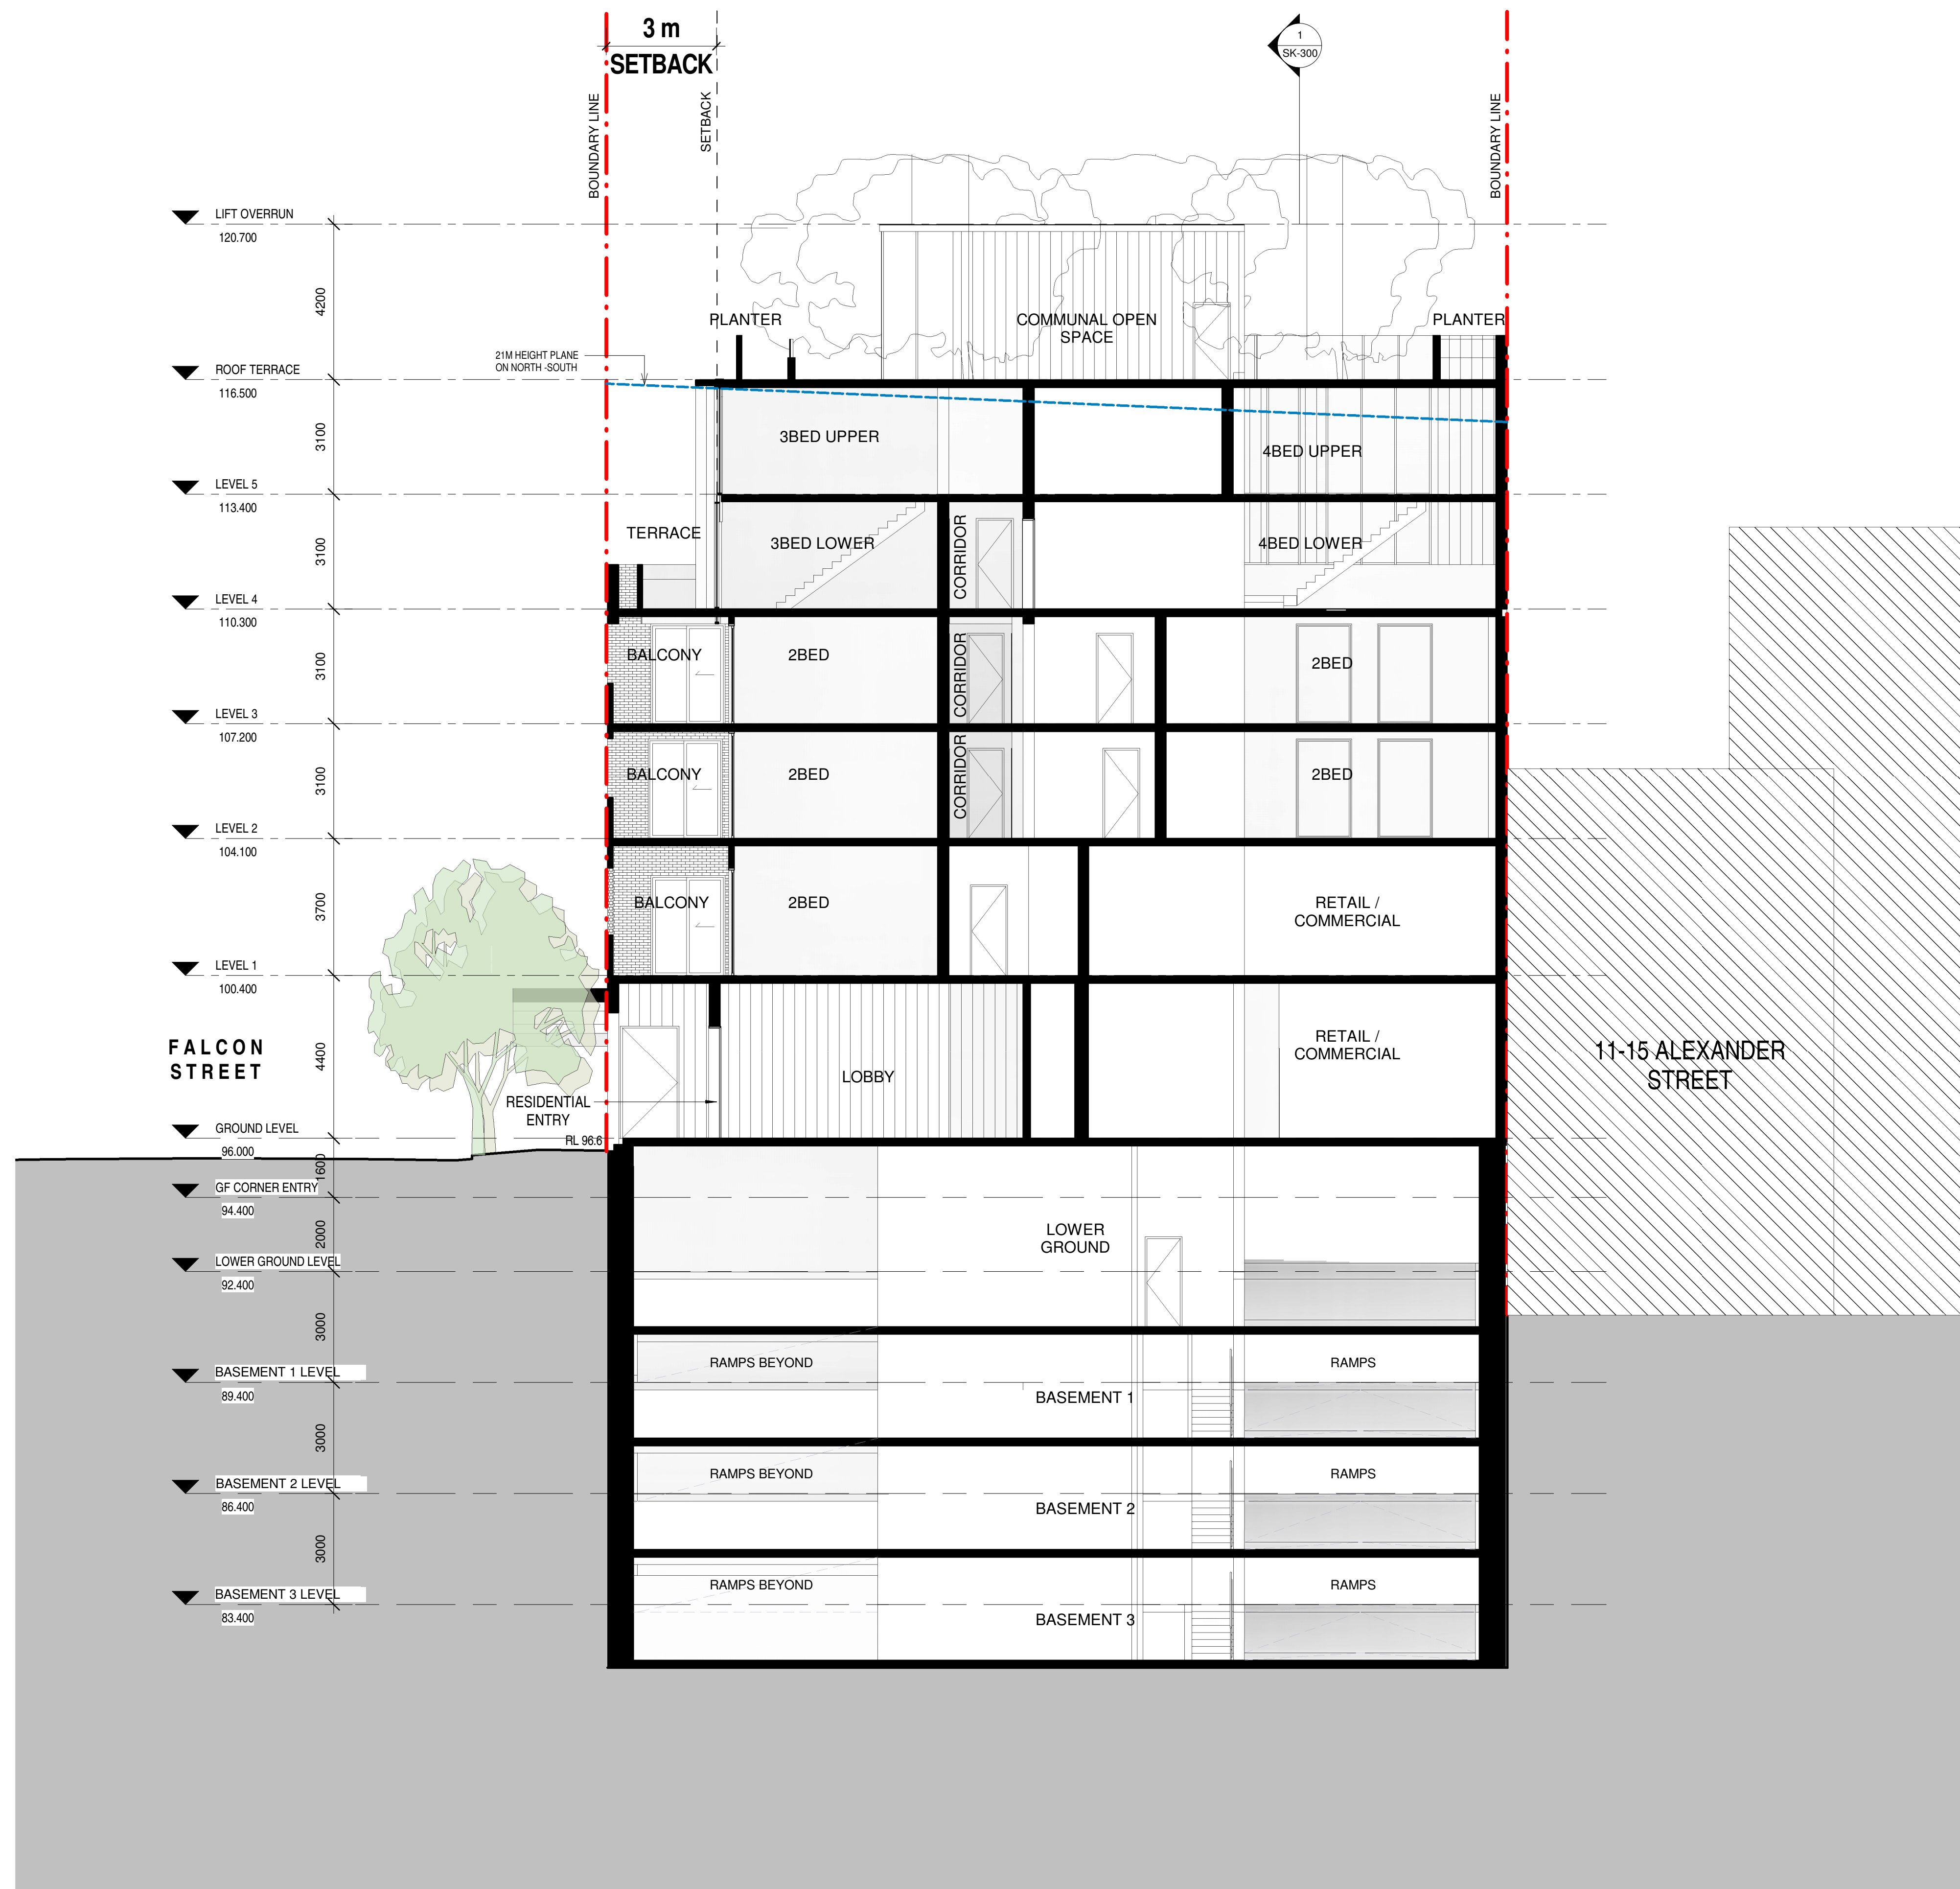 3 m
SETBACK
1
SK-300
BOUNDARY LINE
SETBACK
BOUNDARY LINE
LIFT OVERRUN
120.700
4200
PLANTER
COMMUNAL OPEN
SPACE
PLANTER
21M HEIGHT PLANE
ON NORTH -SOUTH
ROOF TERRACE
116.500
3100
3BED UPPER
4BED UPPER
LEVEL 5
113.400
3100
TERRACE
3BED LOWER
CORRIDOR
4BED LOWER
LEVEL 4
110.300
3100
BALCONY
2BED
CORRIDOR
2BED
LEVEL 3
107.200
3100
BALCONY
2BED
CORRIDOR
2BED
LEVEL 2
104.100
3700
BALCONY
2BED
RETAIL /
COMMERCIAL
LEVEL 1
100.400
4400
FALCON
STREET
RETAIL /
COMMERCIAL
11-15 ALEXANDER
STREET
LOBBY
RESIDENTIAL
ENTRY
RL 96.6
GROUND LEVEL
96.000
1600
GF CORNER ENTRY
94.400
2000
LOWER
GROUND
LOWER GROUND LEVEL
92.400
3000
RAMPS BEYOND
RAMPS
BASEMENT 1 LEVEL
89.400
BASEMENT 1
3000
RAMPS BEYOND
RAMPS
BASEMENT 2 LEVEL
86.400
BASEMENT 2
3000
RAMPS BEYOND
RAMPS
BASEMENT 3 LEVEL
83.400
BASEMENT 3